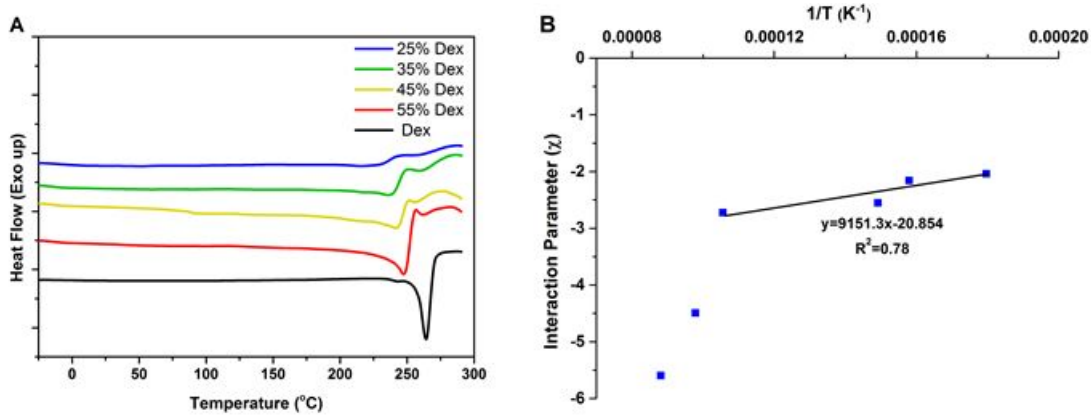 A
25% Dex
35% Dex
45% Dex
55% Dex
Dex
Heat Flow (Exo up)
0 50 100 150 200 250 300
Temperature (°C)
B
1/T (K⁻¹)
0.00008 0.00012 0.00016 0.00020
0
-1
-2
-3
-4
-5
-6
Interaction Parameter (χ)
y=9151.3x-20.854
R²=0.78